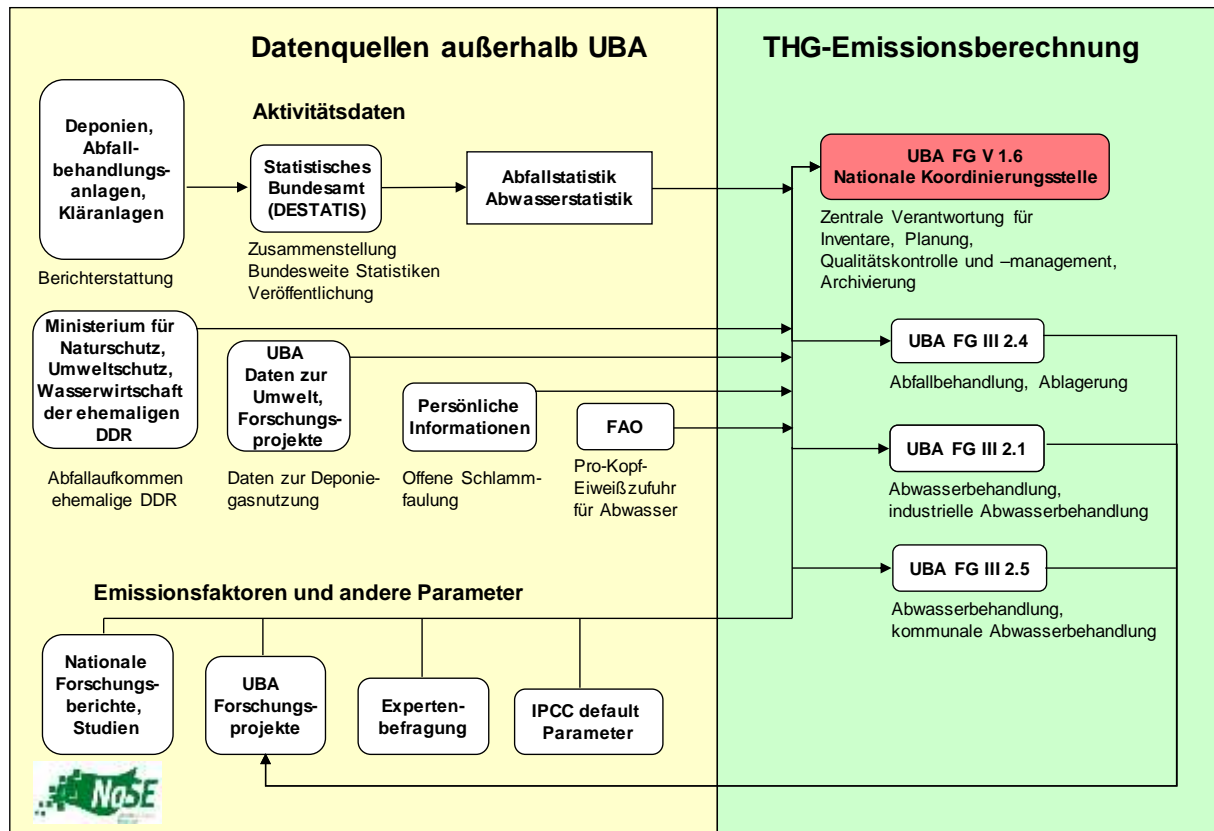 Datenquellen außerhalb UBA
THG-Emissionsberechnung
Aktivitätsdaten
Deponien,
Abfall-
behandlungs-
anlagen,
Kläranlagen
Berichterstattung
Statistisches
Bundesamt
(DESTATIS)
Zusammenstellung
Bundesweite Statistiken
Veröffentlichung
Abfallstatistik
Abwasserstatistik
UBA FG V 1.6
Nationale Koordinierungsstelle
Zentrale Verantwortung für
Inventare, Planung,
Qualitätskontrolle und –management,
Archivierung
Ministerium für
Naturschutz,
Umweltschutz,
Wasserwirtschaft
der ehemaligen
DDR
Abfallaufkommen
ehemalige DDR
UBA
Daten zur
Umwelt,
Forschungs-
projekte
Daten zur Deponie-
gasnutzung
Persönliche
Informationen
Offene Schlamm-
faulung
FAO
Pro-Kopf-
Eiweißzufuhr
für Abwasser
UBA FG III 2.4
Abfallbehandlung, Ablagerung
UBA FG III 2.1
Abwasserbehandlung,
industrielle Abwasserbehandlung
UBA FG III 2.5
Abwasserbehandlung,
kommunale Abwasserbehandlung
Emissionsfaktoren und andere Parameter
Nationale
Forschungs-
berichte,
Studien
UBA
Forschungs-
projekte
Experten-
befragung
IPCC default
Parameter
NaSE